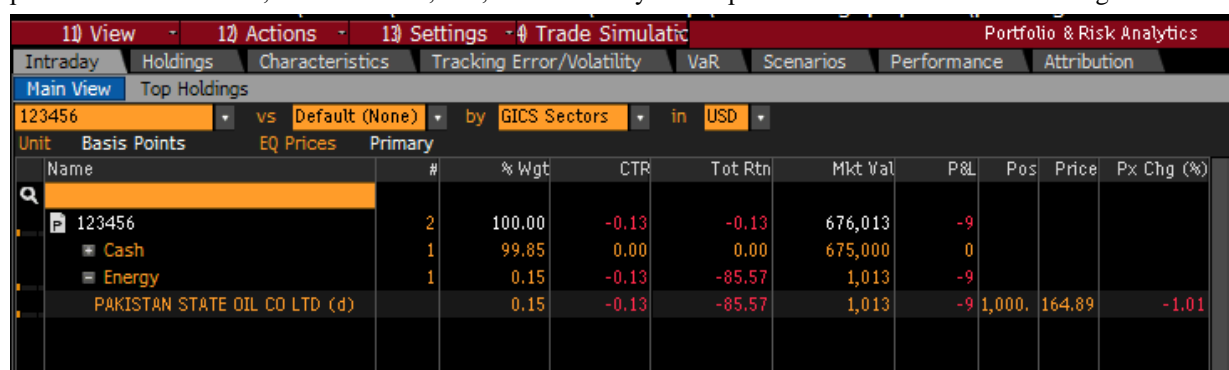 11) View 12) Actions 13) Settings Trade Simulatic Portfolio & Risk Analytics
Intraday Holdings Characteristics Tracking Error/Volatility VaR Scenarios Performance Attribution
Main View Top Holdings
123456 vs Default (None) by GICS Sectors in USD
Unit Basis Points EQ Prices Primary
Name # % Wgt CTR Tot Rtn Mkt Val P&L Pos Price Px Chg (%)
P 123456 2 100.00 -0.13 -0.13 676,013 -9
Cash 1 99.85 0.00 0.00 675,000 0
Energy 1 0.15 -0.13 -85.57 1,013 -9
PAKISTAN STATE OIL CO LTD (d) 0.15 -0.13 -85.57 1,013 -9 1,000. 164.89 -1.01